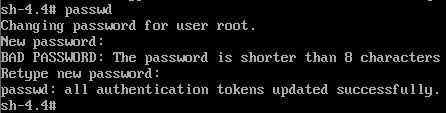 sh-4.4# passwd
Changing password for user root.
New password:
BAD PASSWORD: The password is shorter than 8 characters
Retype new password:
passwd: all authentication tokens updated successfully.
sh-4.4#